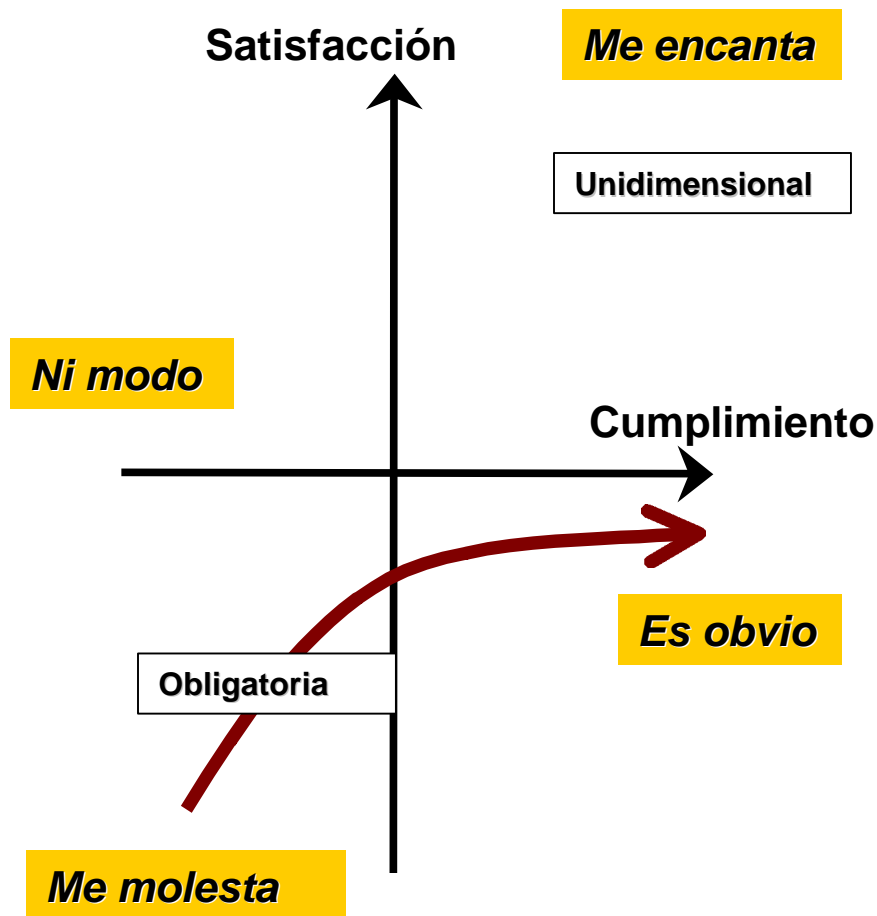 Me encanta
Satisfacción
Unidimensional
Ni modo
Cumplimiento
Es obvio
Obligatoria
Me molesta